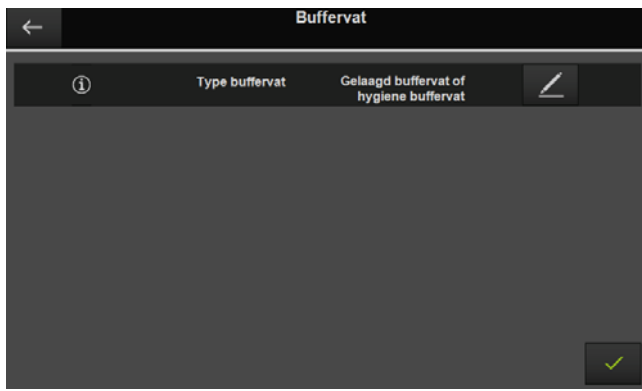 Buffervat
Type buffervat
Gelaagd buffervat of
hygiene buffervat